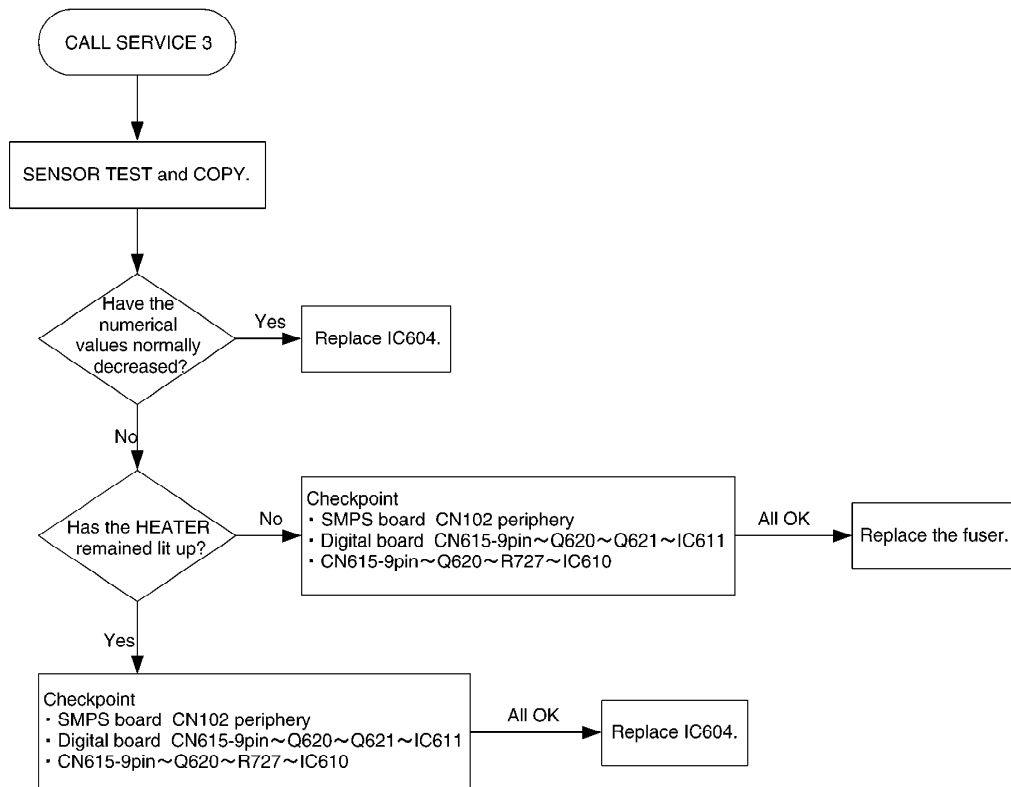 CALL SERVICE 3
SENSOR TEST and COPY.
Have the
numerical
values normally
decreased?
Yes
Replace IC604.
No
Has the HEATER
remained lit up?
No
Checkpoint
・SMPS board CN102 periphery
・Digital board CN615-9pin～Q620～Q621～IC611
・CN615-9pin～Q620～R727～IC610
All OK
Replace the fuser.
Yes
Checkpoint
・SMPS board CN102 periphery
・Digital board CN615-9pin～Q620～Q621～IC611
・CN615-9pin～Q620～R727～IC610
All OK
Replace IC604.